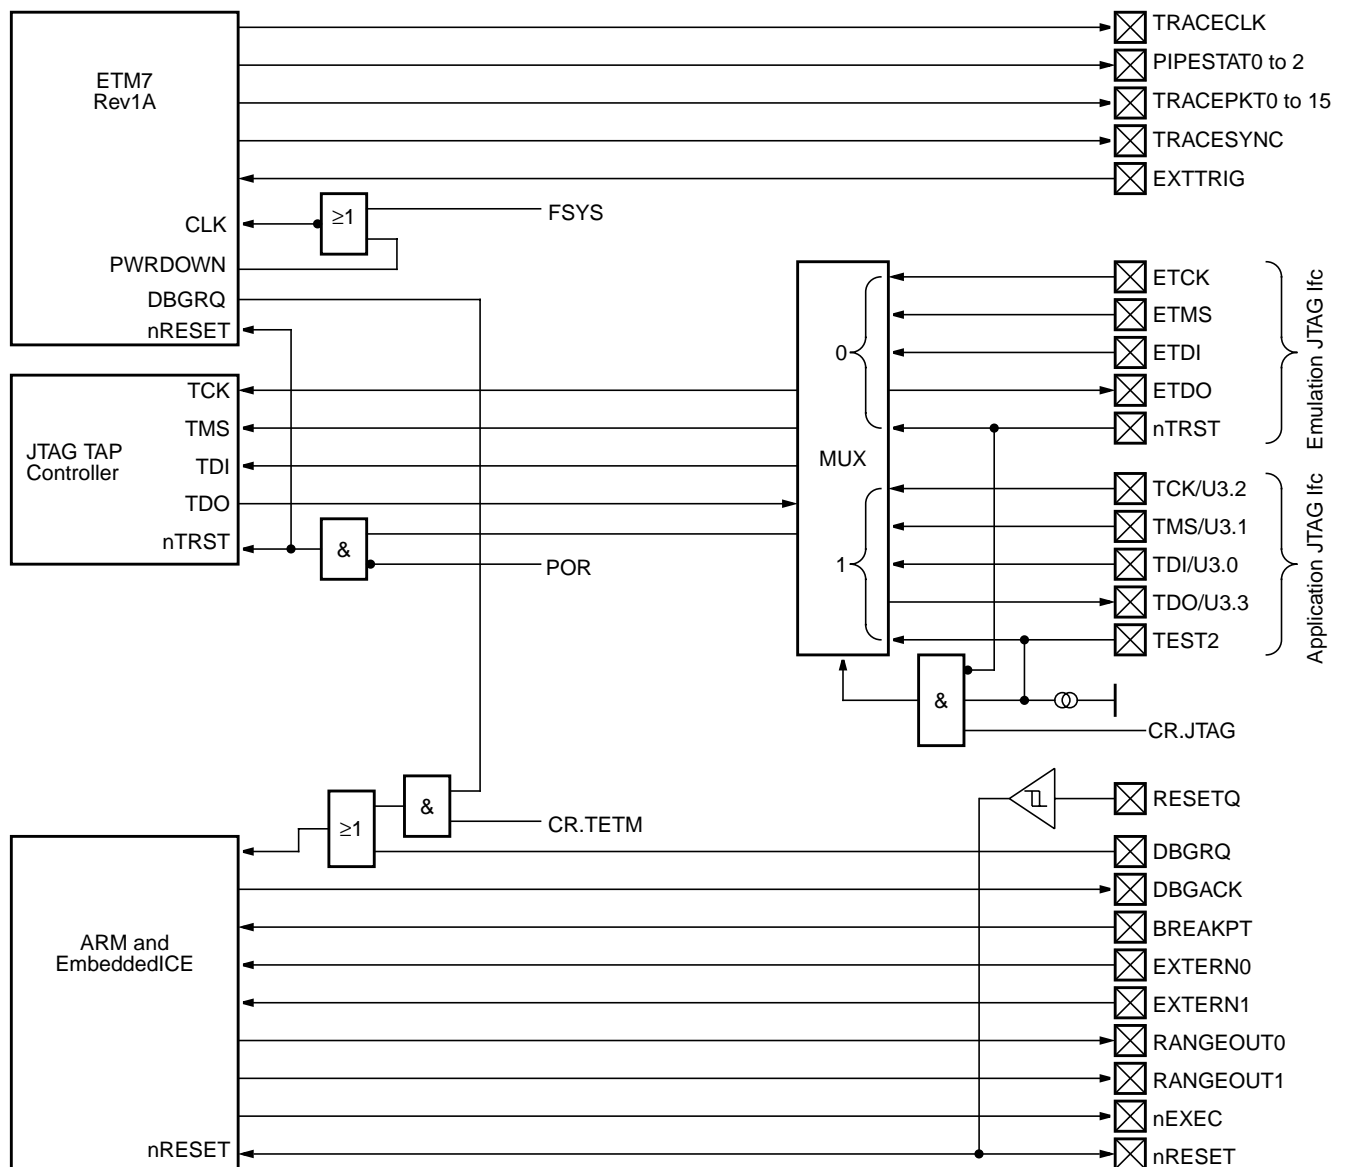 TRACECLK
ETM7
Rev1A
PIPESTAT0 to 2
TRACEPKT0 to 15
TRACESYNC
EXTTRIG
CLK
≥1
FSYS
PWRDOWN
DBGRQ
nRESET
ETCK
ETMS
0
ETDI
ETDO
nTRST
Emulation JTAG Ifc
TCK
TMS
JTAG TAP
Controller
TDI
TDO
nTRST
&
POR
MUX
TCK/U3.2
TMS/U3.1
1
TDI/U3.0
TDO/U3.3
TEST2
Application JTAG Ifc
&
CR.JTAG
RESETQ
&
≥1
CR.TETM
DBGRQ
DBGACK
ARM and
EmbeddedICE
BREAKPT
EXTERN0
EXTERN1
RANGEOUT0
RANGEOUT1
nEXEC
nRESET
nRESET